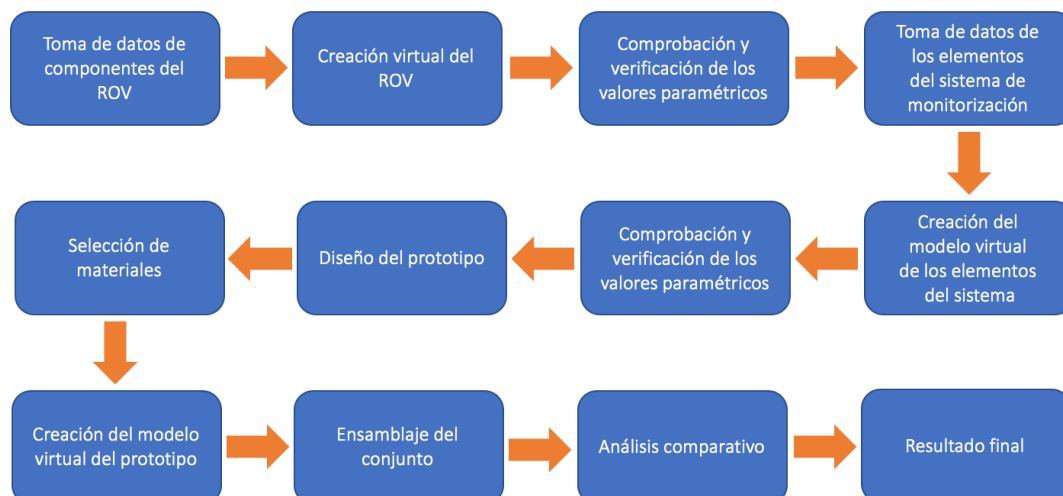 Toma de datos de
componentes del
ROV
Creación virtual del
ROV
Comprobación y
verificación de los
valores paramétricos
Toma de datos de
los elementos
del sistema de
monitorización
Creación del
modelo virtual
de los elementos
del sistema
Comprobación y
verificación de los
valores paramétricos
Diseño del prototipo
Selección de
materiales
Creación del modelo
virtual del prototipo
Ensamblaje del
conjunto
Análisis comparativo
Resultado final